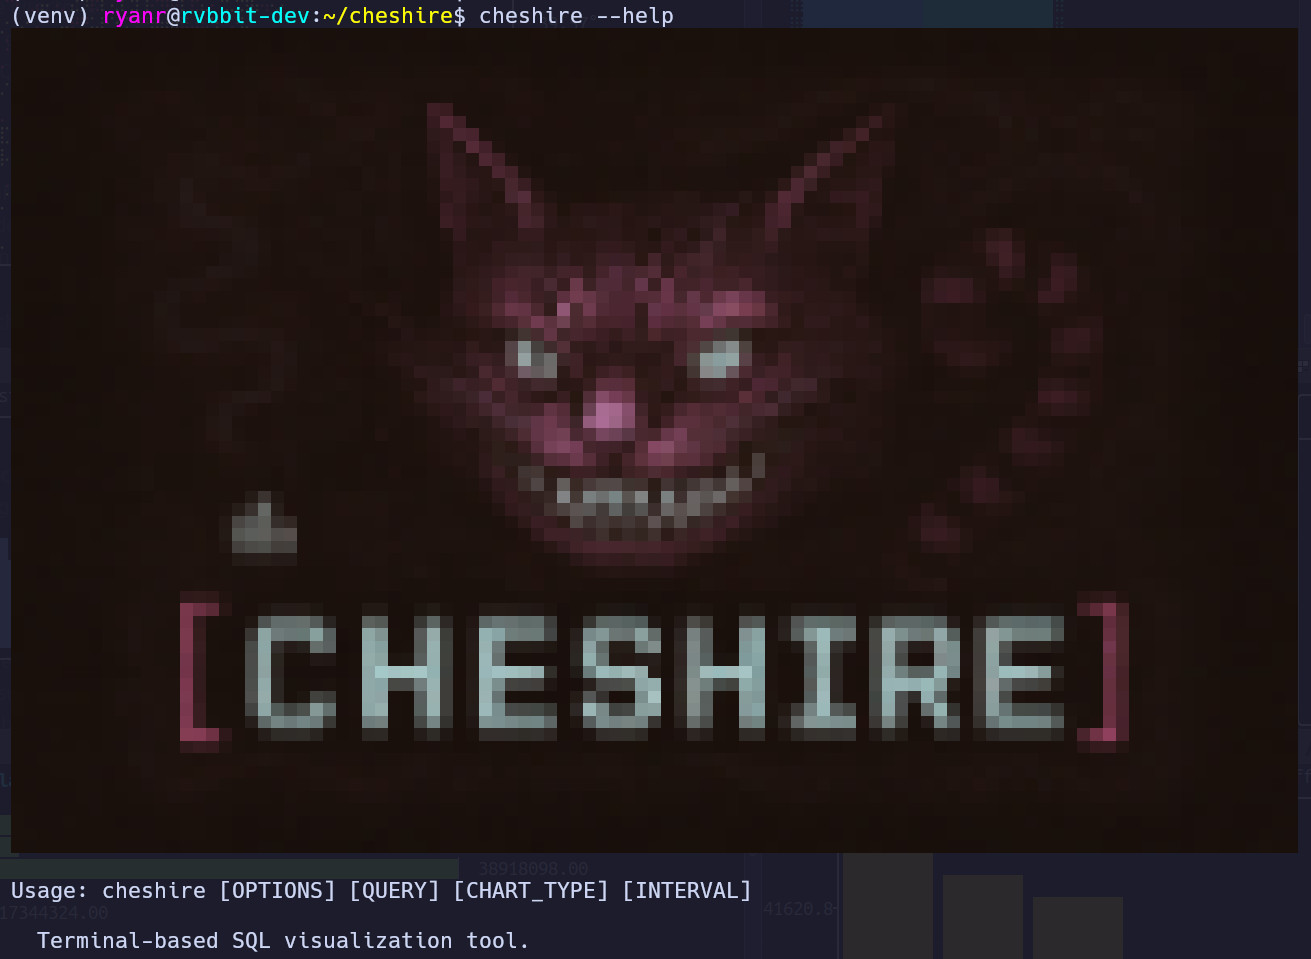 (venv) ryanr@rvbbit-dev:~/cheshire$ cheshire --help
[CHESHIRE]
38918098.00
Usage: cheshire [OPTIONS] [QUERY] [CHART_TYPE] [INTERVAL]
17344324.00
41620.8
Terminal-based SQL visualization tool.